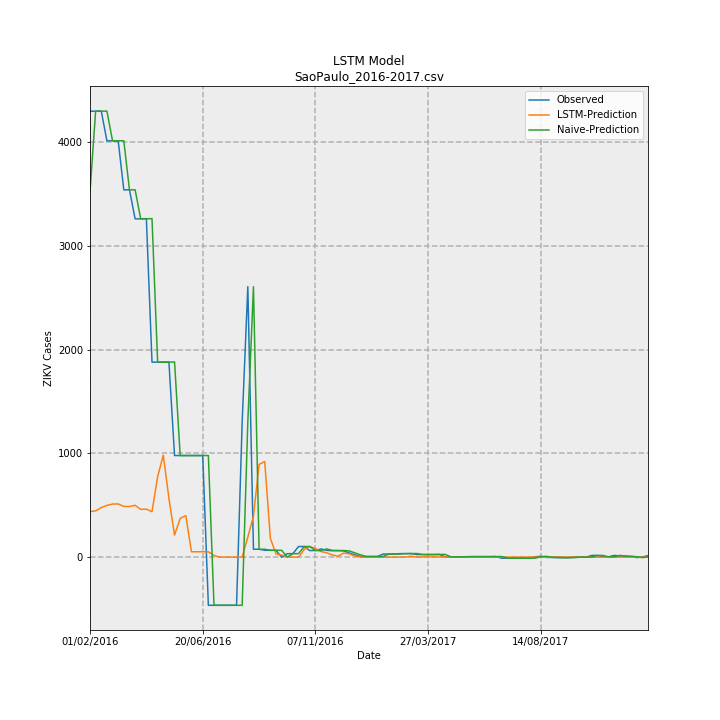 LSTM Model
SaoPaulo_2016-2017.csv
Observed
LSTM-Prediction
Naive-Prediction
4000
3000
2000
1000
0
ZIKV Cases
01/02/2016 20/06/2016 07/11/2016 27/03/2017 14/08/2017
Date